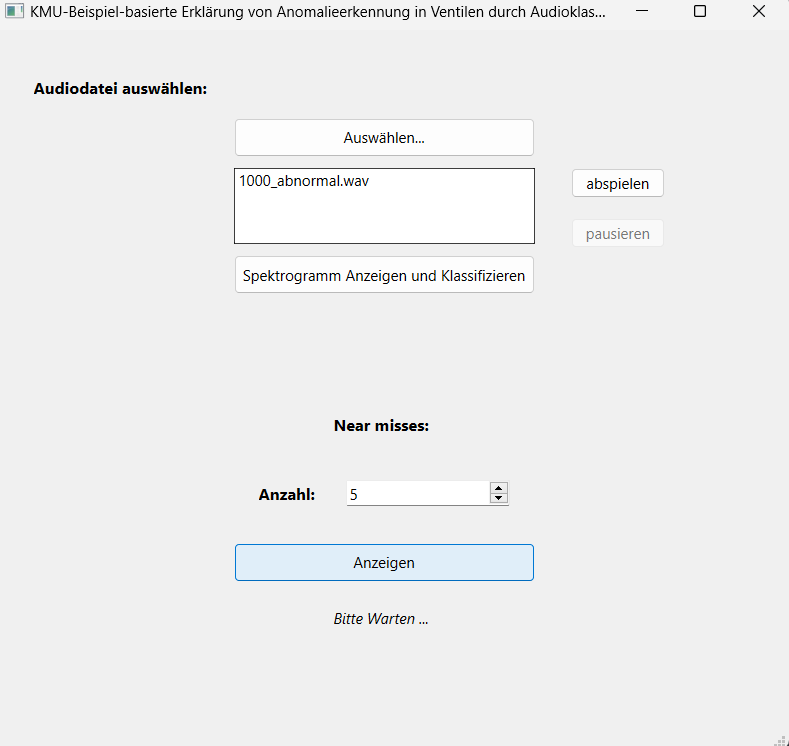 KMU-Beispiel-basierte Erklärung von Anomalieerkennung in Ventilen durch Audioklas...
Audiodatei auswählen:
Auswählen...
1000_abnormal.wav
abspielen
pausieren
Spektrogramm Anzeigen und Klassifizieren
Near misses:
Anzahl:
5
Anzeigen
Bitte Warten ...